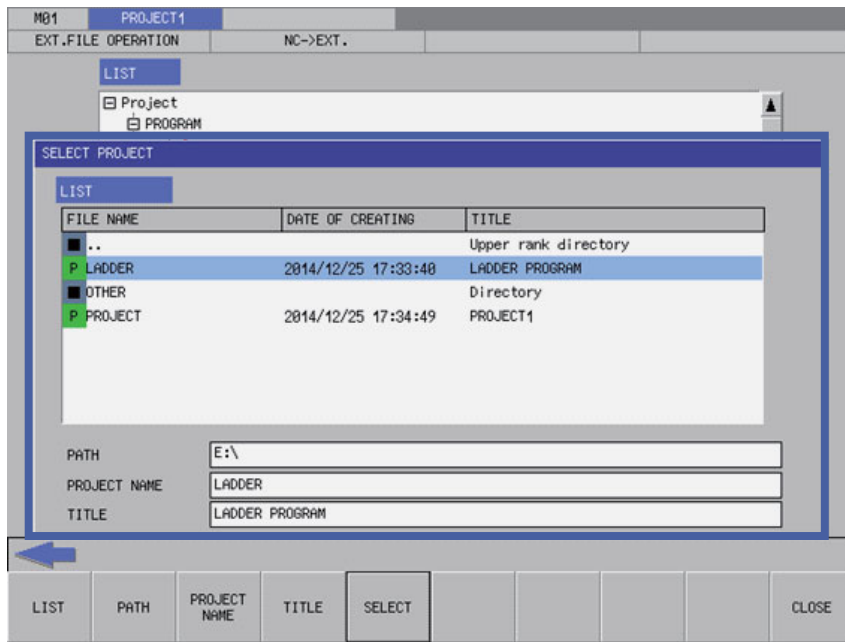 M01 PROJECT1
EXT.FILE OPERATION NC->EXT.
LIST
Project
PROGRAM
SELECT PROJECT
LIST
FILE NAME DATE OF CREATING TITLE
.. Upper rank directory
P LADDER 2014/12/25 17:33:40 LADDER PROGRAM
OTHER Directory
P PROJECT 2014/12/25 17:34:49 PROJECT1
PATH E:\
PROJECT NAME LADDER
TITLE LADDER PROGRAM
LIST PATH PROJECT NAME TITLE SELECT CLOSE